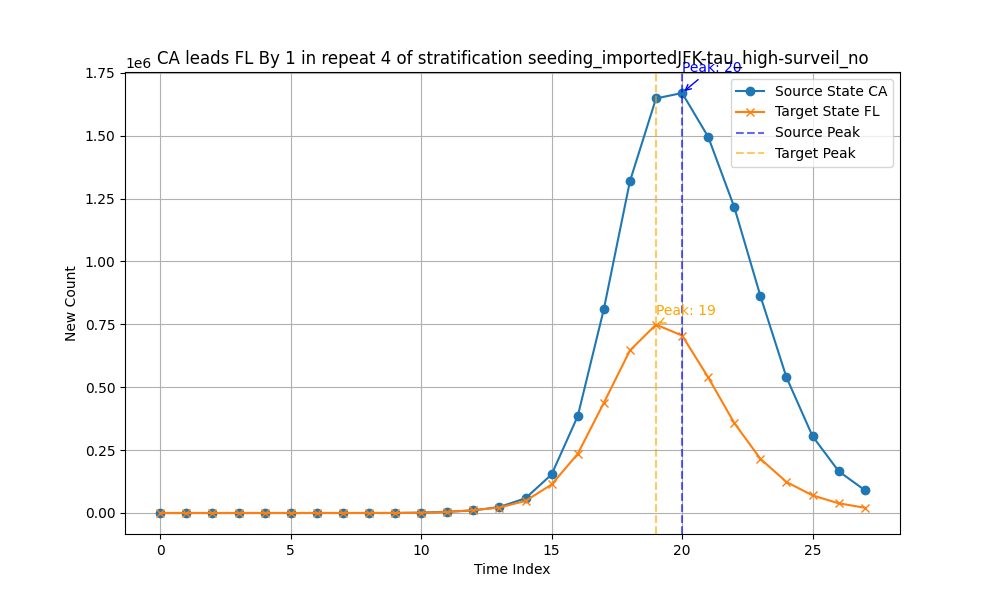 CA leads FL By 1 in repeat 4 of stratification seeding_importedJFK-tau_high-surveil_no
1e6
Peak: 20
1.75
1.50
1.25
1.00
0.75
0.50
0.25
0.00
New Count
Source State CA
Target State FL
Source Peak
Target Peak
Peak: 19
0
5
10
15
20
25
Time Index